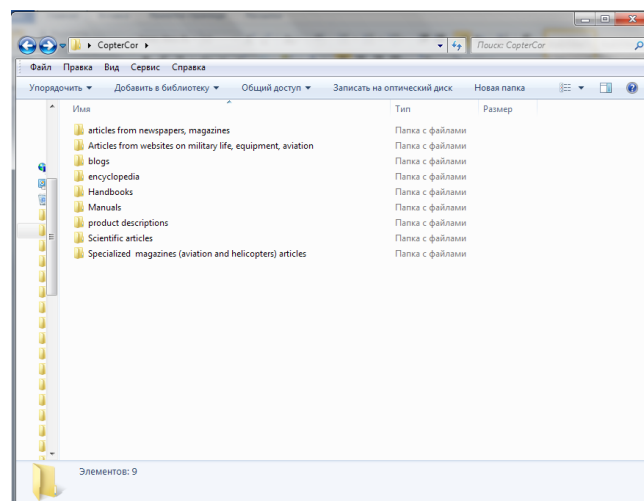 CopterCor
Поиск: CopterCor
Файл Правка Вид Сервис Справка
Упорядочить Добавить в библиотеку Общий доступ Записать на оптический диск Новая папка
Имя Тип Размер
articles from newspapers, magazines Папка с файлами
Articles from websites on military life, equipment, aviation Папка с файлами
blogs Папка с файлами
encyclopedia Папка с файлами
Handbooks Папка с файлами
Manuals Папка с файлами
product descriptions Папка с файлами
Scientific articles Папка с файлами
Specialized magazines (aviation and helicopters) articles Папка с файлами
Элементов: 9